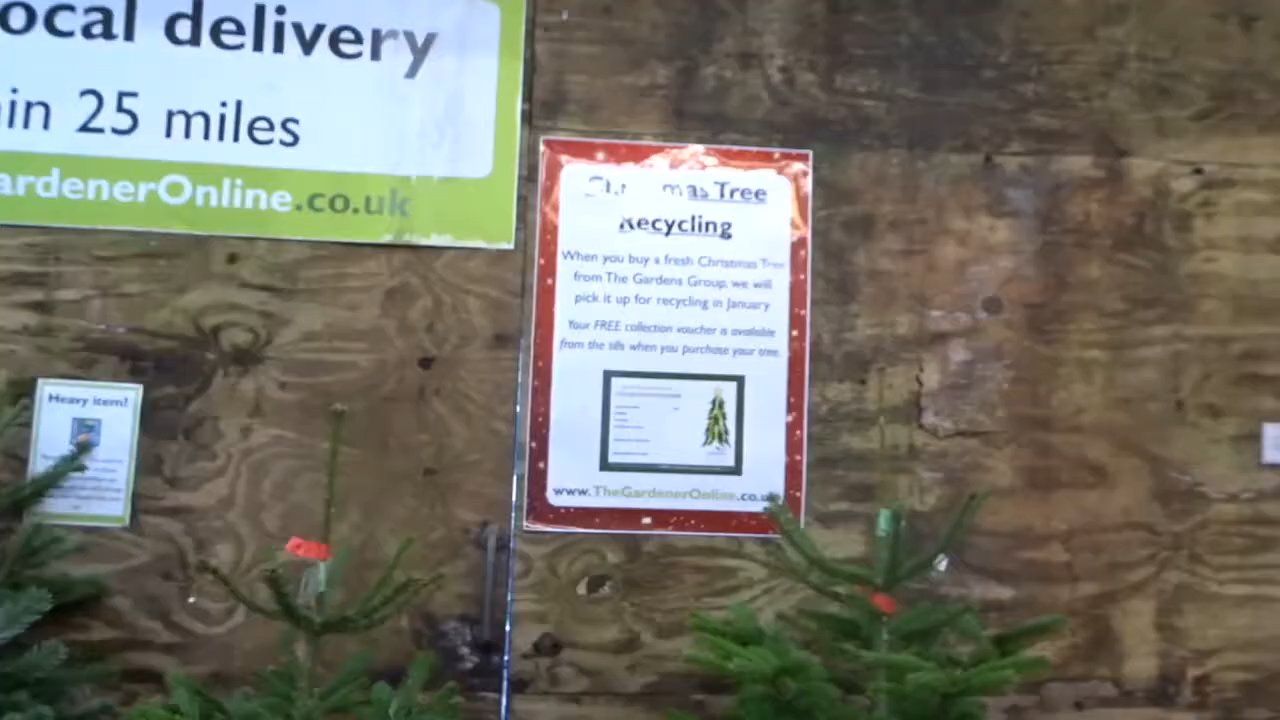 ocal delivery
in 25 miles
ardenerOnline.co.uk
Christmas Tree
Recycling
When you buy a fresh Christmas Tree
from The Gardens Group, we will
pick it up for recycling in January
Your FREE collection voucher is available
from the tills when you purchase your tree.
www.TheGardenerOnline.co.uk
Heavy item?